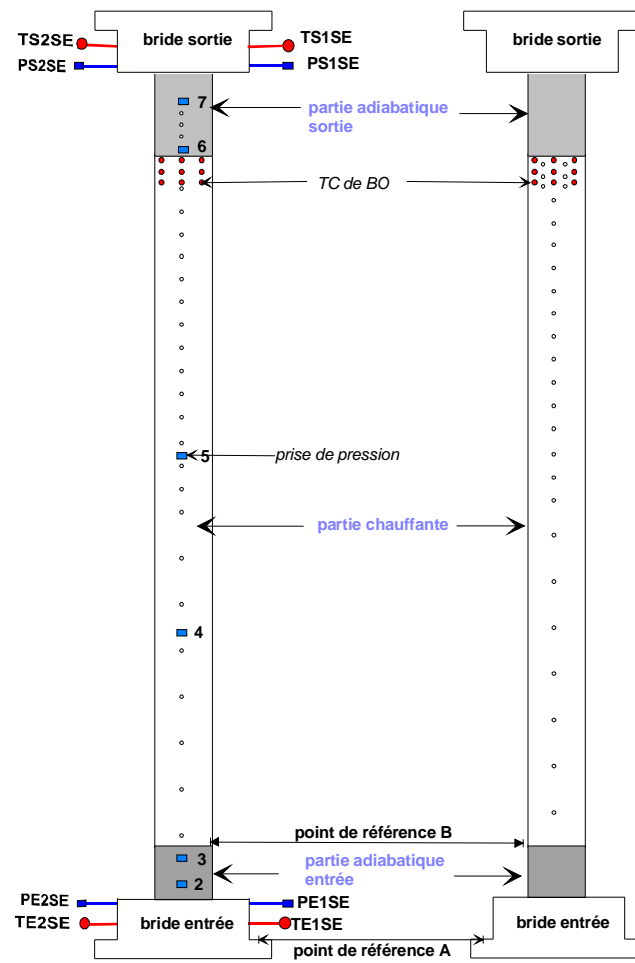 TS2SE
bride sortie
TS1SE
bride sortie
PS2SE
PS1SE
7
partie adiabatique
sortie
6
TC de BO
5
prise de pression
partie chauffante
4
point de référence B
3
partie adiabatique
entrée
2
PE2SE
PE1SE
TE2SE
bride entrée
TE1SE
bride entrée
point de référence A